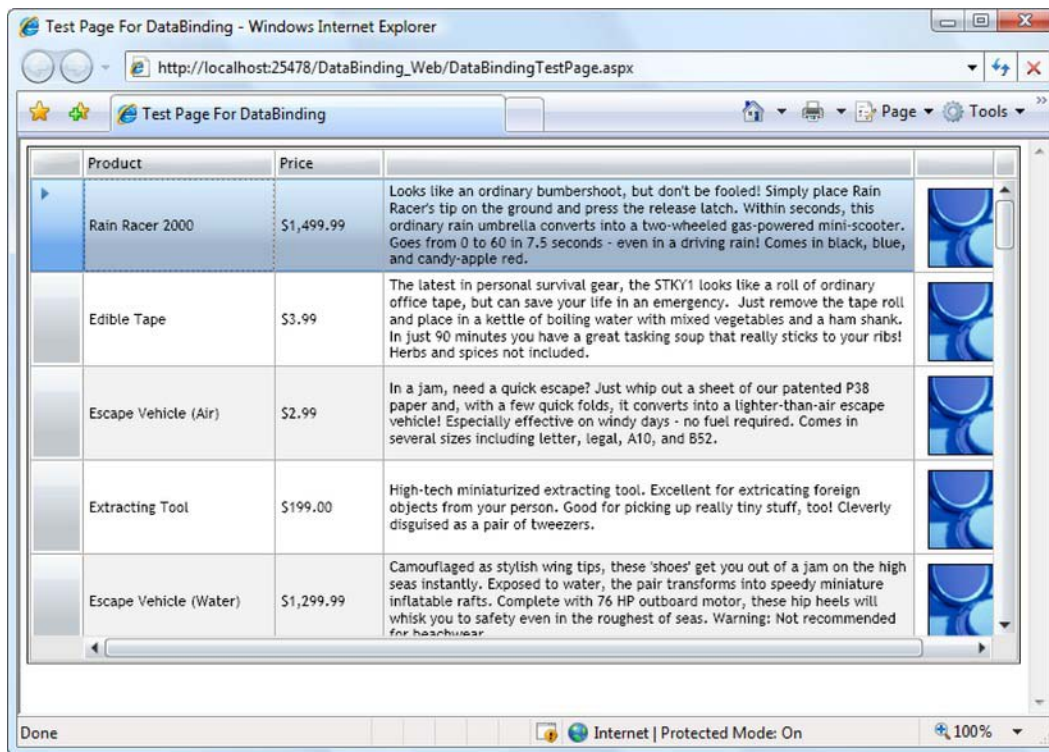 Test Page For DataBinding - Windows Internet Explorer
http://localhost:25478/DataBinding_Web/DataBindingTestPage.aspx
Test Page For DataBinding
Page
Tools
»
Product Price
Rain Racer 2000
$1,499.99
Looks like an ordinary bumbershoot, but don't be fooled! Simply place Rain
Racer's tip on the ground and press the release latch. Within seconds, this
ordinary rain umbrella converts into a two-wheeled gas-powered mini-scooter.
Goes from 0 to 60 in 7.5 seconds - even in a driving rain! Comes in black, blue,
and candy-apple red.
Edible Tape
$3.99
The latest in personal survival gear, the STKY1 looks like a roll of ordinary
office tape, but can save your life in an emergency.  Just remove the tape roll
and place in a kettle of boiling water with mixed vegetables and a ham shank.
In just 90 minutes you have a great tasking soup that really sticks to your ribs!
Herbs and spices not included.
Escape Vehicle (Air)
$2.99
In a jam, need a quick escape? Just whip out a sheet of our patented P38
paper and, with a few quick folds, it converts into a lighter-than-air escape
vehicle! Especially effective on windy days - no fuel required. Comes in
several sizes including letter, legal, A10, and B52.
Extracting Tool
$199.00
High-tech miniaturized extracting tool. Excellent for extricating foreign
objects from your person. Good for picking up really tiny stuff, too! Cleverly
disguised as a pair of tweezers.
Escape Vehicle (Water)
$1,299.99
Camouflaged as stylish wing tips, these 'shoes' get you out of a jam on the high
seas instantly. Exposed to water, the pair transforms into speedy miniature
inflatable rafts. Complete with 76 HP outboard motor, these hip heels will
whisk you to safety even in the roughest of seas. Warning: Not recommended
for beachwear
Done
Internet | Protected Mode: On
100%